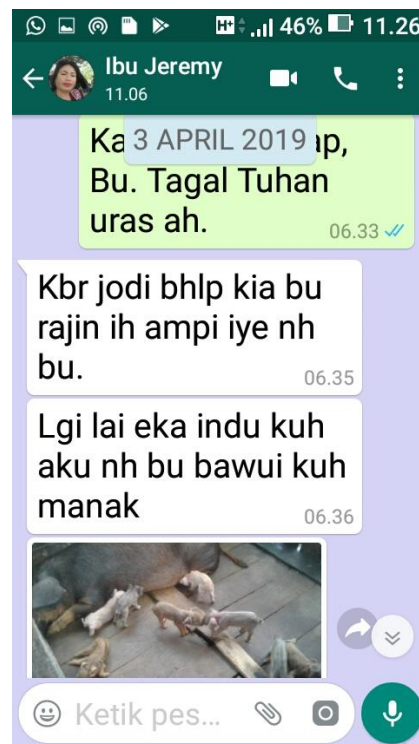 46% 11.26
Ibu Jeremy
11.06
3 APRIL 2019
Bu. Tagal Tuhan
uras ah.
06.33
Kbr jodi bhlp kia bu
rajin ih ampi iye nh
bu.
06.35
Lgi lai eka indu kuh
aku nh bu bawui kuh
manak
06.36
Ketik pes...